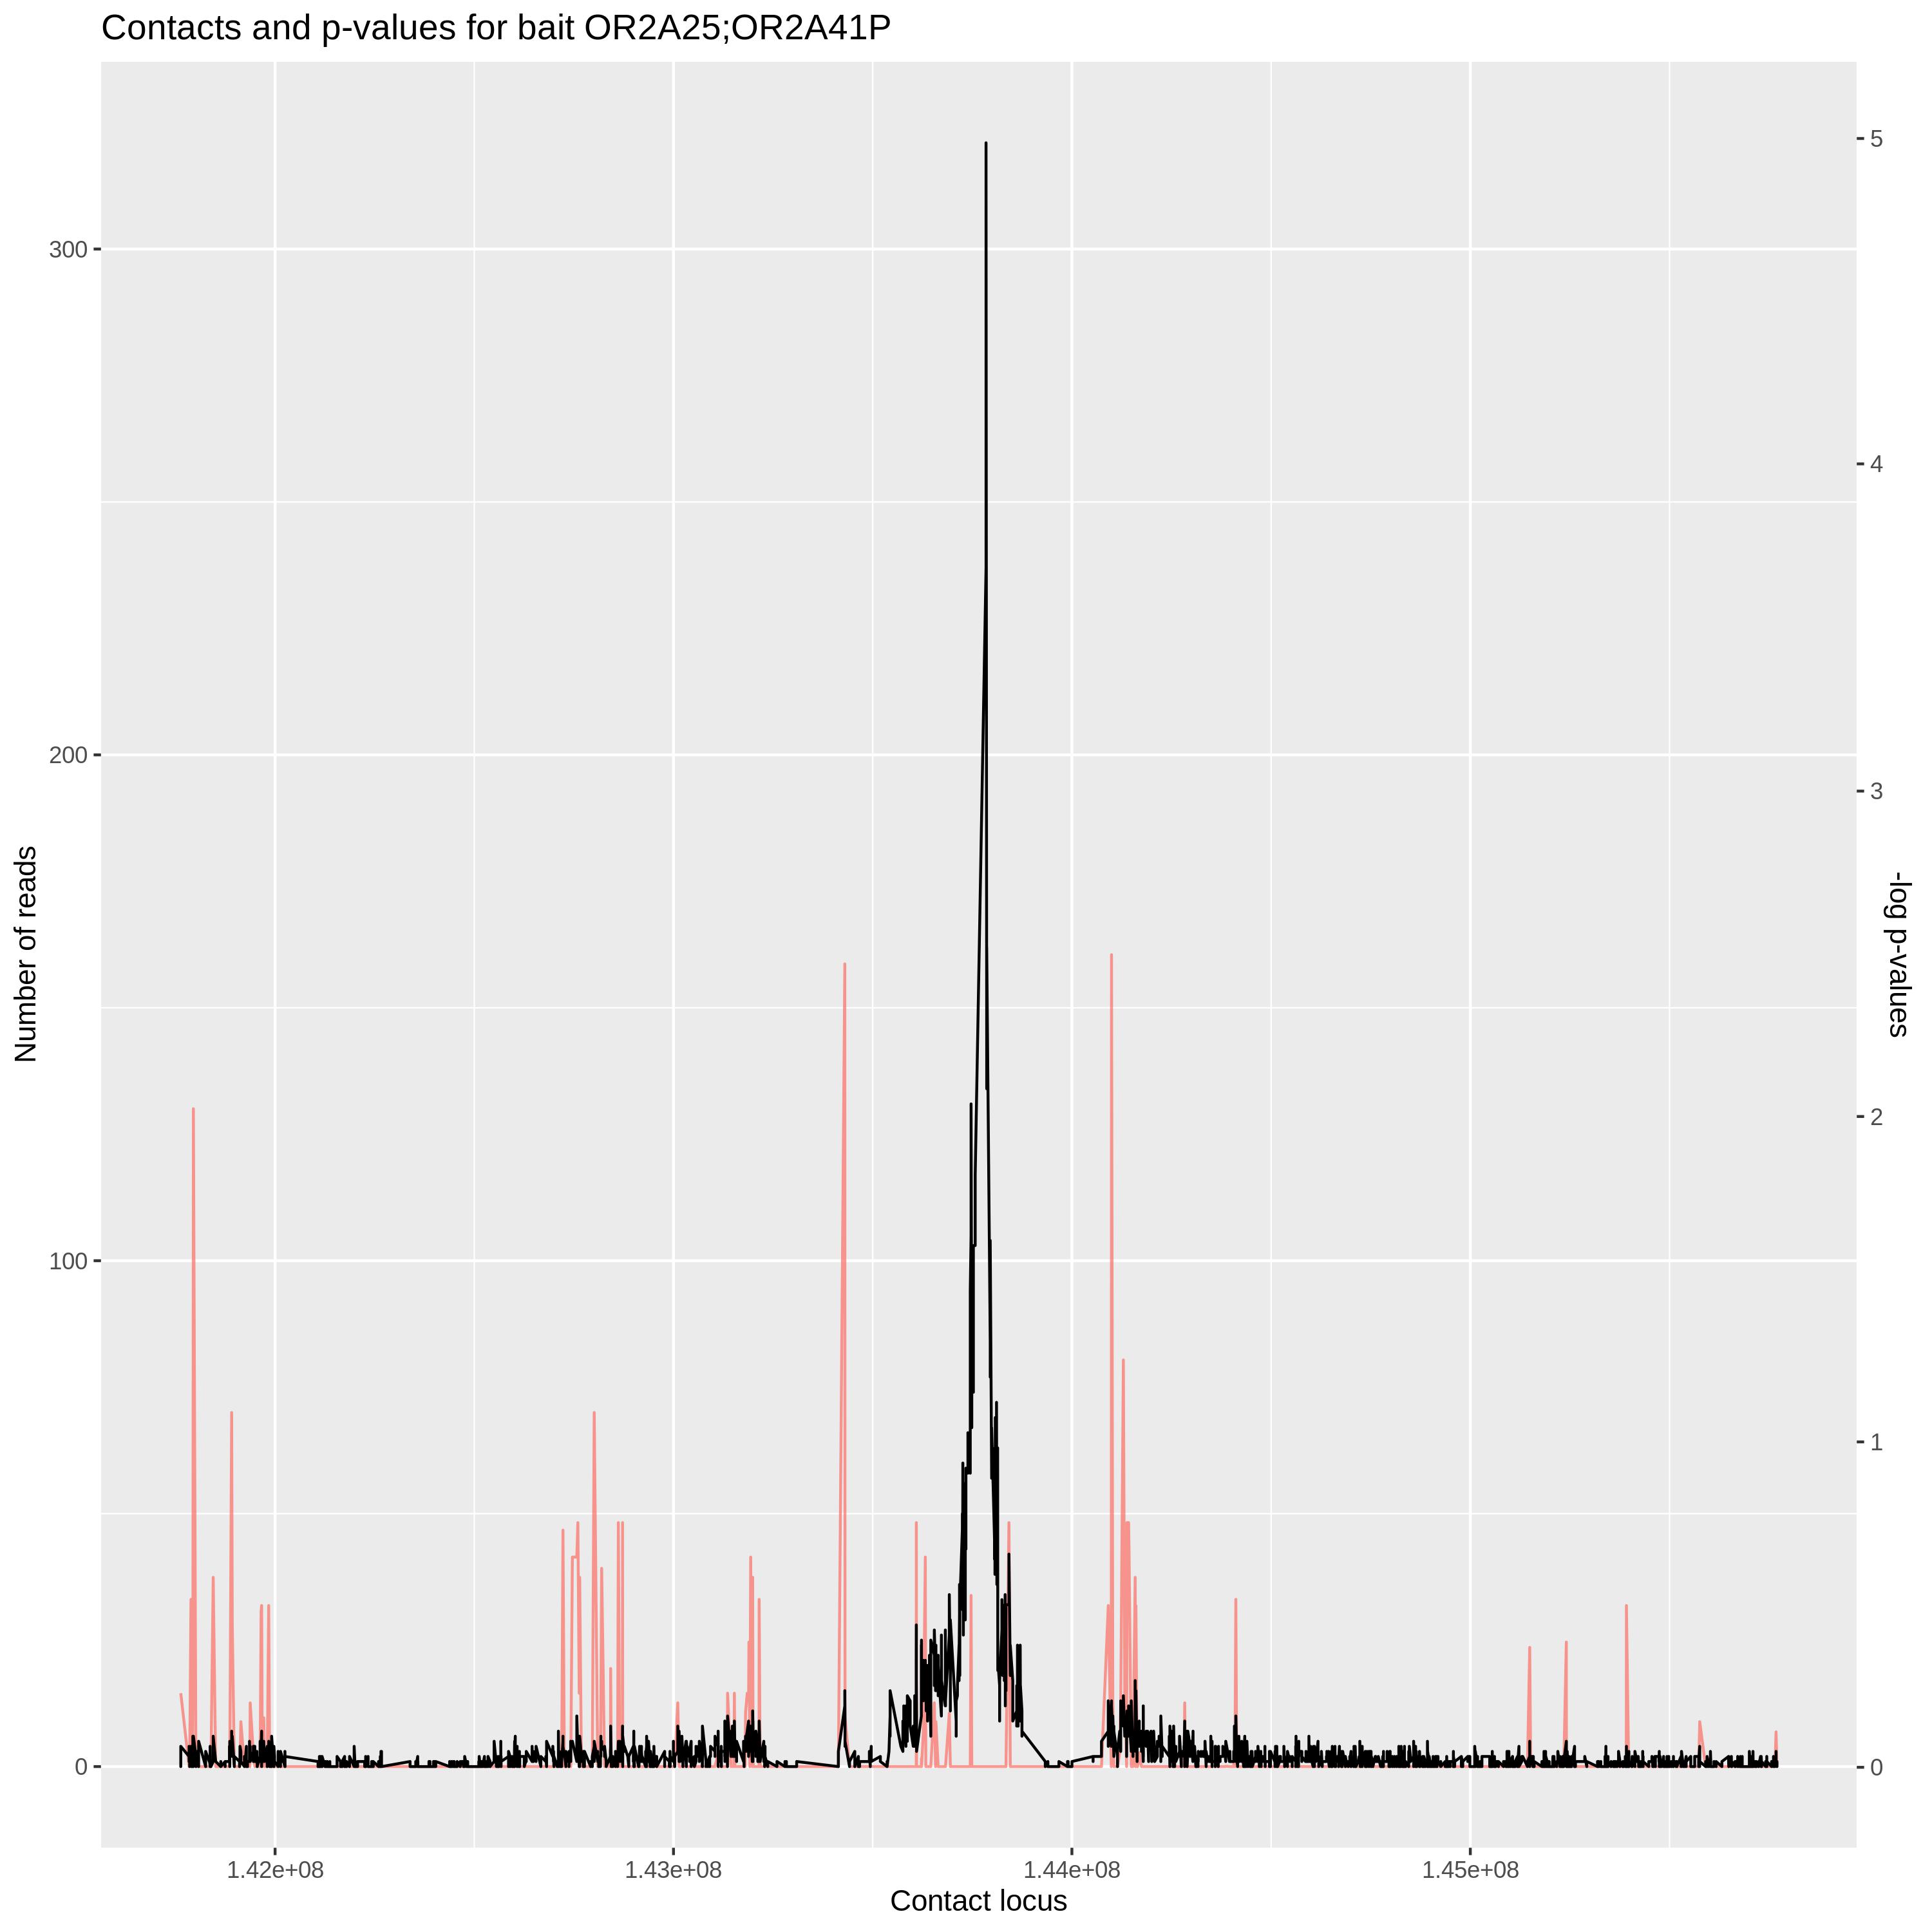 Contacts and p-values for bait OR2A25;OR2A41P
300
200
100
0
Number of reads
5
4
3
2
1
0
-log p-values
1.42e+08
1.43e+08
1.44e+08
1.45e+08
Contact locus